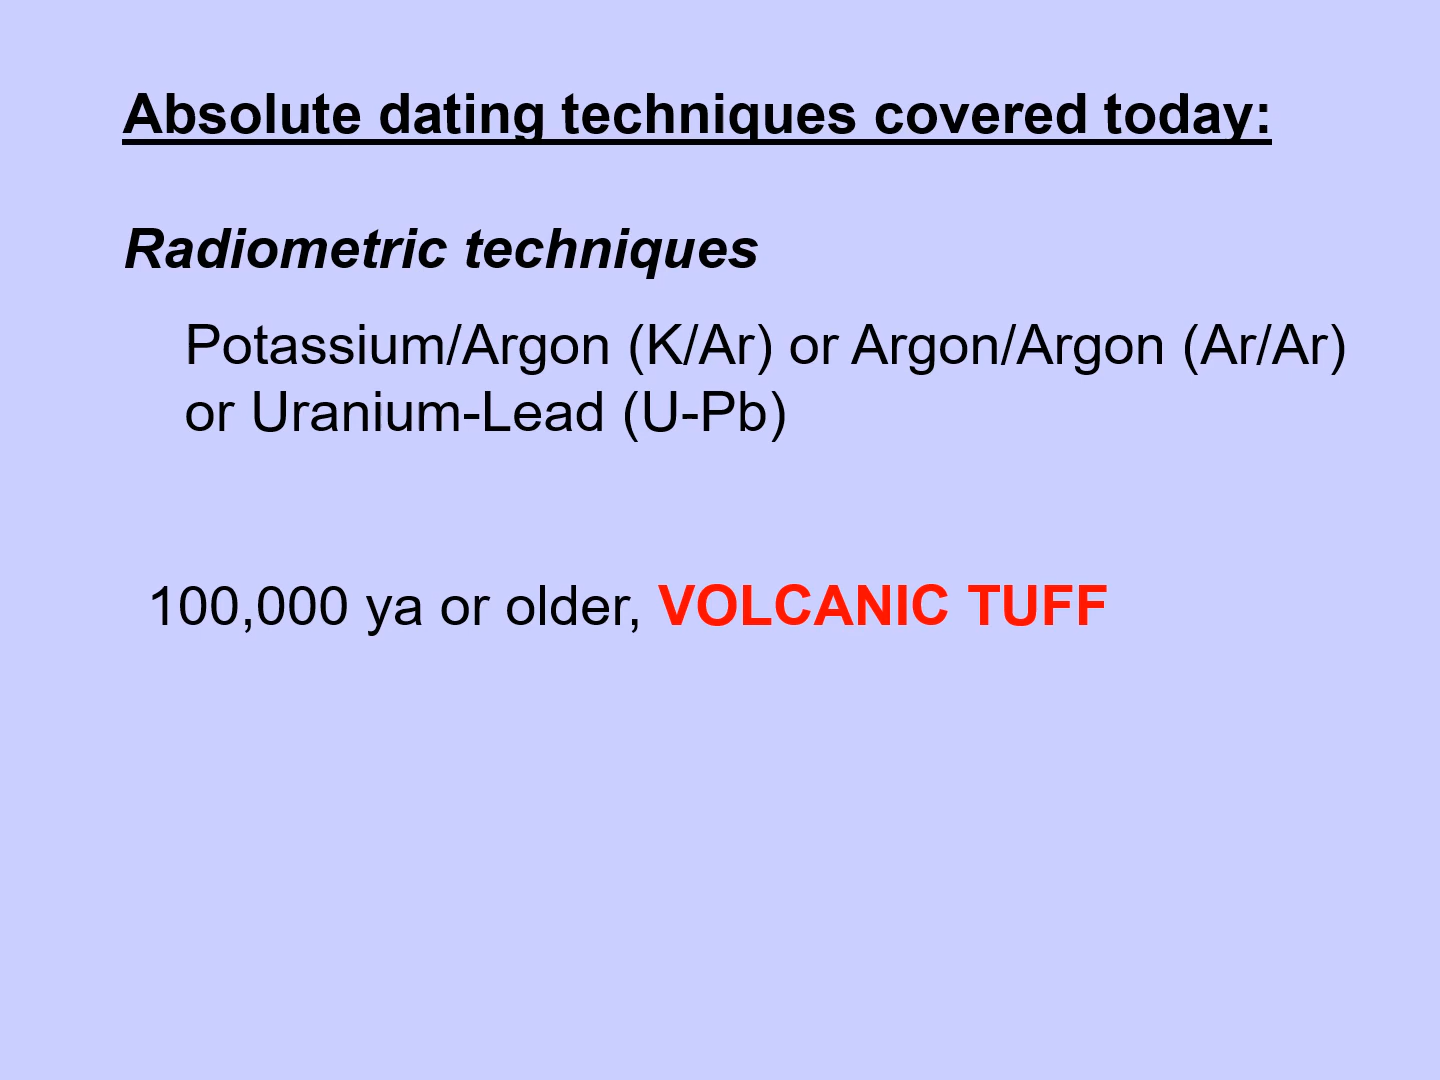 Absolute dating techniques covered today:
Radiometric techniques
Potassium/Argon (K/Ar) or Argon/Argon (Ar/Ar)
or Uranium-Lead (U-Pb)
100,000 ya or older, VOLCANIC TUFF